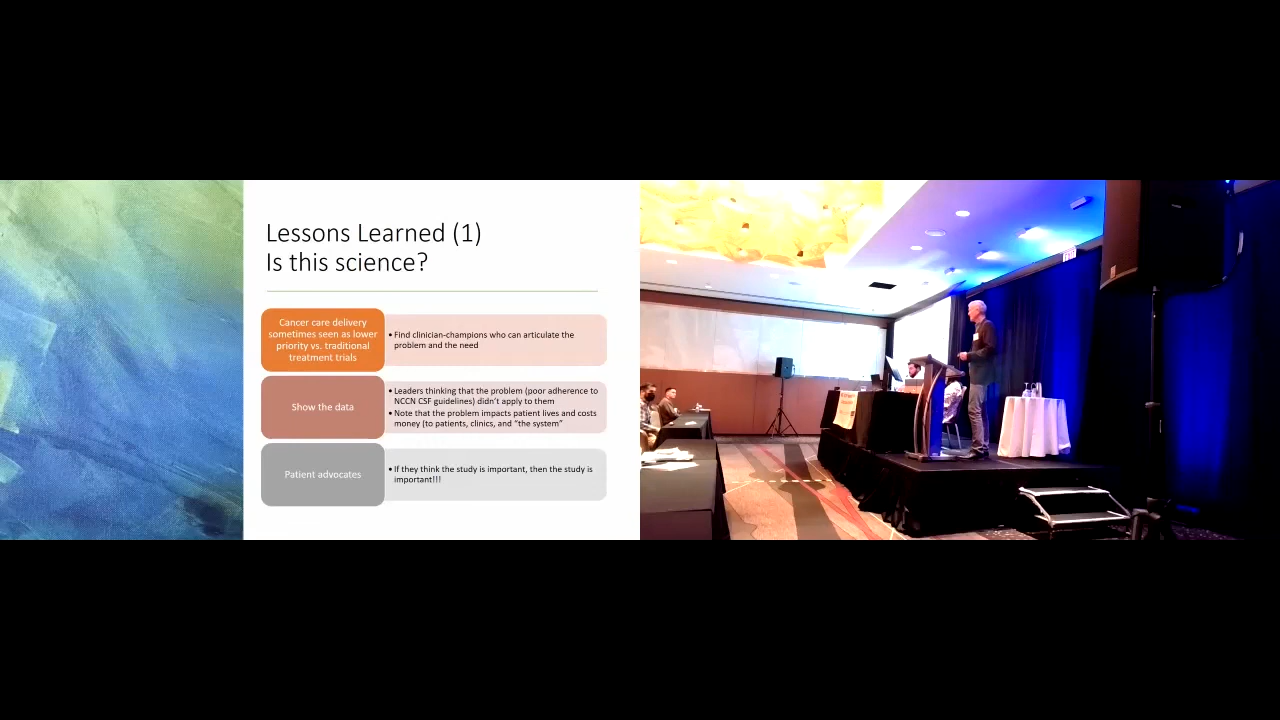 Lessons Learned (1)
Is this science?
Cancer care delivery
sometimes seen as lower
priority vs. traditional
treatment trials
• Find clinician-champions who can articulate the
problem and the need
Show the data
• Leaders thinking that the problem (poor adherence to
NCCN CSF guidelines) didn't apply to them
• Note that the problem impacts patient lives and costs
money (to patients, clinics, and "the system"
Patient advocates
• If they think the study is important, then the study is
important!!!
EXIT